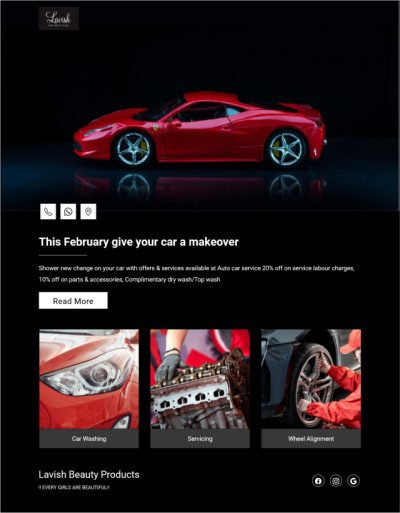 Lavish
This February give your car a makeover
Shower new change on your car with offers & services available at Auto car service 20% off on service labour charges,
10% off on parts & accessories, Complimentary dry wash/Top wash
Read More
Car Washing
Servicing
Wheel Alignment
Lavish Beauty Products
!! EVERY GIRLS ARE BEAUTIFUL!!